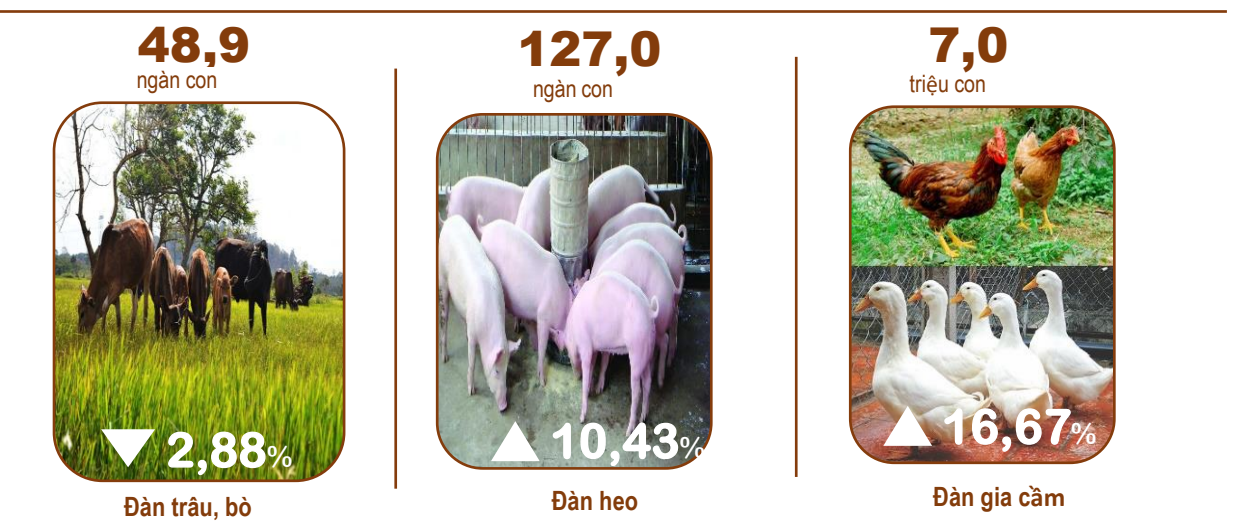 48,9
ngàn con
▼ 2,88%
Đàn trâu, bò
127,0
ngàn con
▲ 10,43%
Đàn heo
7,0
triệu con
▲ 16,67%
Đàn gia cầm